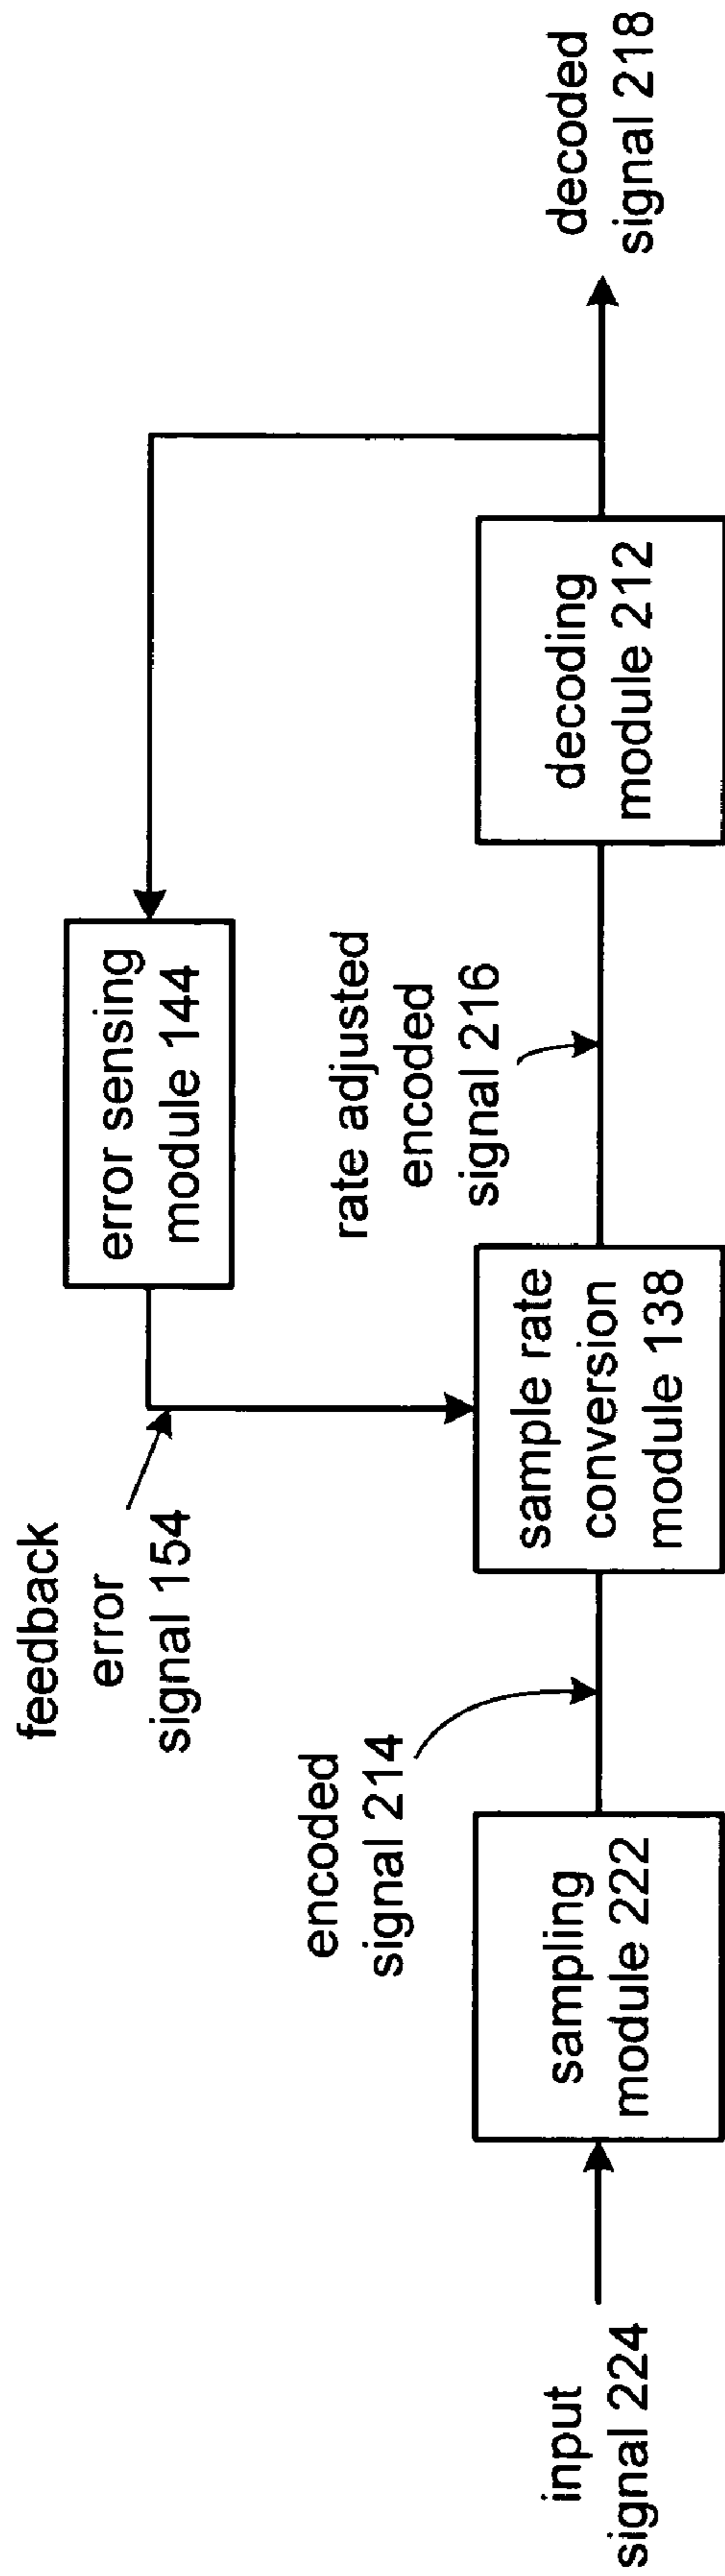 feedback
error
signal 154
error sensing
module 144
encoded
signal 214
rate adjusted
encoded
signal 216
input
signal 224
sampling
module 222
sample rate
conversion
module 138
decoding
module 212
decoded
signal 218